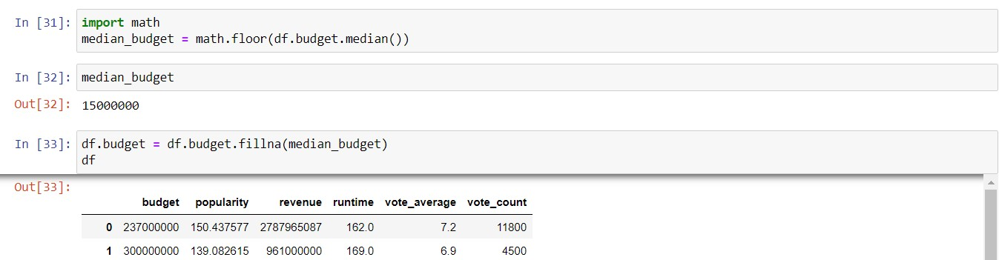 In [31]: import math
median_budget = math.floor(df.budget.median())
In [32]: median_budget
Out[32]: 15000000
In [33]: df.budget = df.budget.fillna(median_budget)
df
Out[33]:
budget popularity revenue runtime vote_average vote_count
0 237000000 150.437577 2787965087 162.0 7.2 11800
1 300000000 139.082615 961000000 169.0 6.9 4500